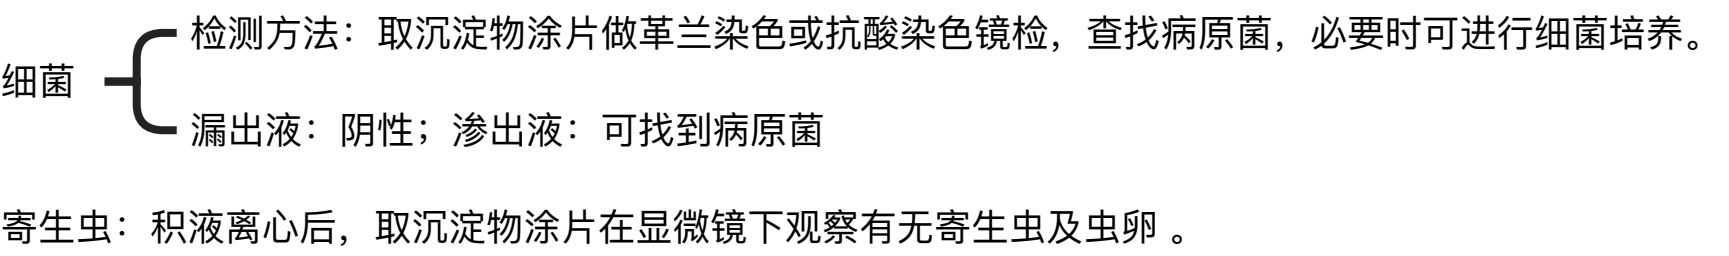 检测方法：取沉淀物涂片做革兰染色或抗酸染色镜检，查找病原菌，必要时可进行细菌培养。
细菌
漏出液：阴性；渗出液：可找到病原菌
寄生虫：积液离心后，取沉淀物涂片在显微镜下观察有无寄生虫及虫卵 。